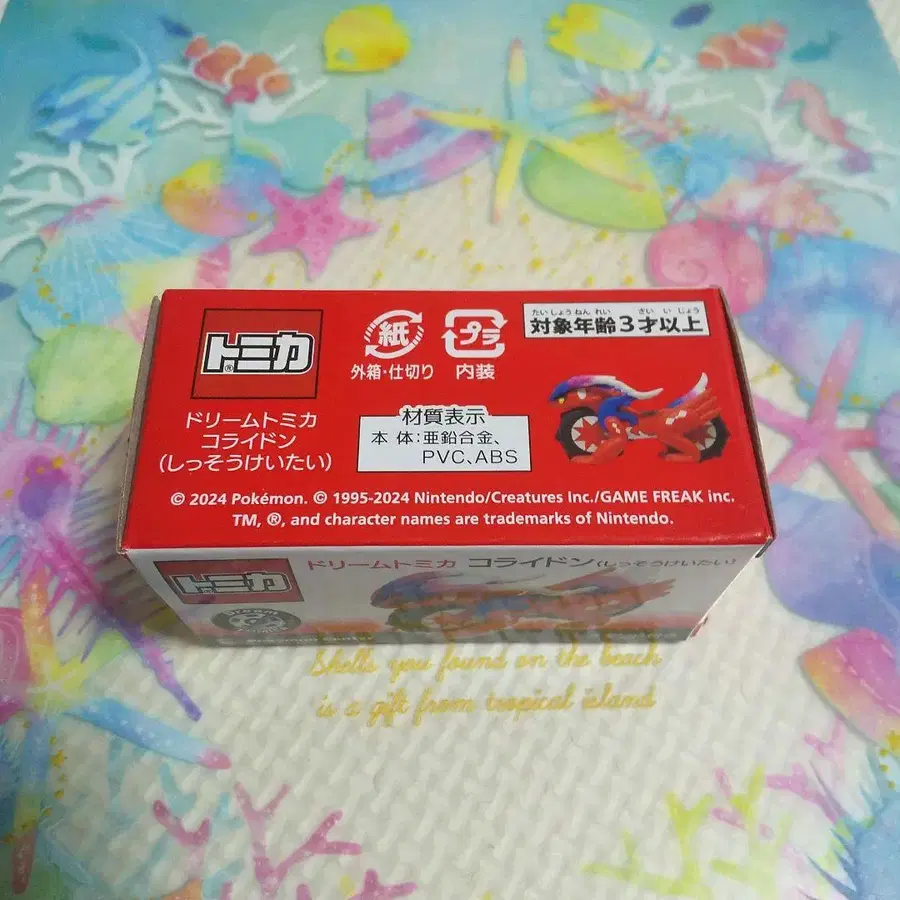 トミカ®
ドリームトミカ
コライドン
(しっそうけいたい)
紙
外箱・仕切り
プラ
内装
たいしょうねんれい さいいじょう
対象年齢3才以上
材質表示
本 体:亜鉛合金、
PVC、ABS
© 2024 Pokémon. © 1995-2024 Nintendo/Creatures Inc./GAME FREAK inc.
TM, ®, and character names are trademarks of Nintendo.
トミカ
ドリームトミカ コライドン(しっそうけいたい)
Dream
Shells you found on the beach
is a gift from tropical island